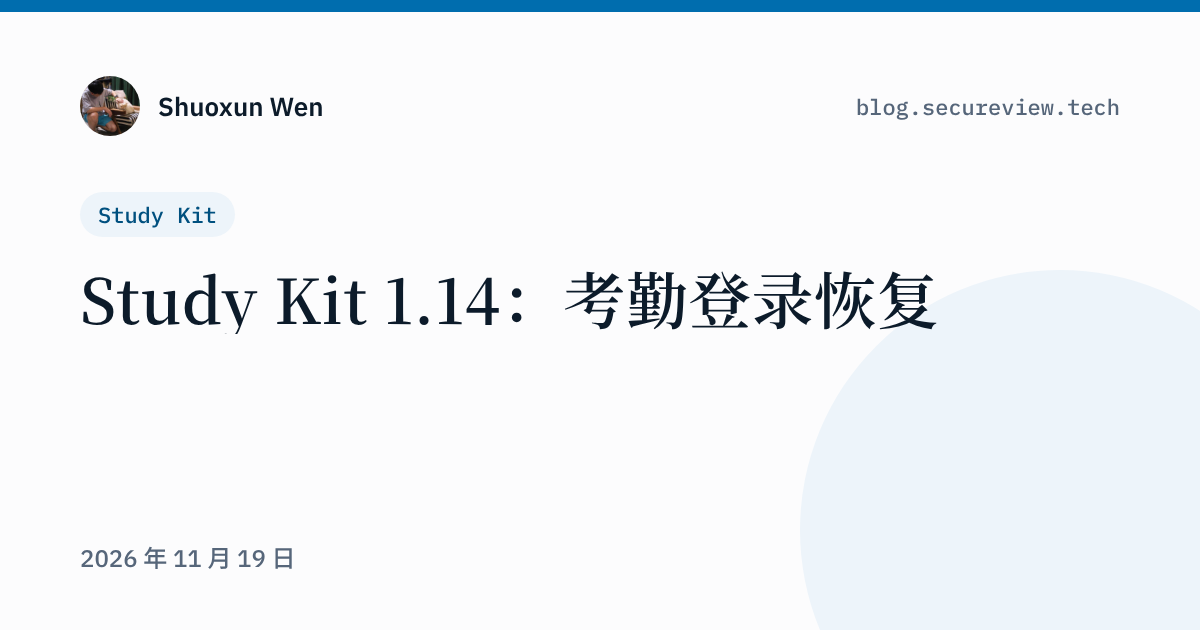 Shuoxun Wen
blog.secureview.tech
Study Kit
Study Kit 1.14：考勤登录恢复
2026 年 11 月 19 日